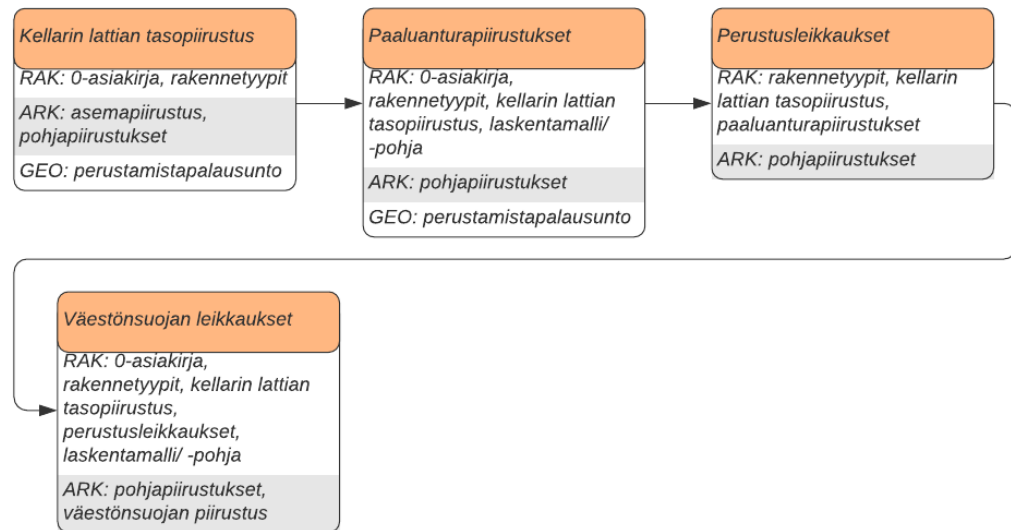 Kellarin lattian tasopiirustus
RAK: 0-asiakirja, rakennetyypit
ARK: asemapiirustus,
pohjapiirustukset
GEO: perustamistapalausunto
Paaluanturapiirustukset
RAK: 0-asiakirja,
rakennetyypit, kellarin lattian
tasopiirustus, laskentamalli/
-pohja
ARK: pohjapiirustukset
GEO: perustamistapalausunto
Perustusleikkaukset
RAK: rakennetyypit, kellarin
lattian tasopiirustus,
paaluanturapiirustukset
ARK: pohjapiirustukset
Väestönsuojan leikkaukset
RAK: 0-asiakirja,
rakennetyypit, kellarin lattian
tasopiirustus,
perustusleikkaukset,
laskentamalli/ -pohja
ARK: pohjapiirustukset,
väestönsuojan piirustus